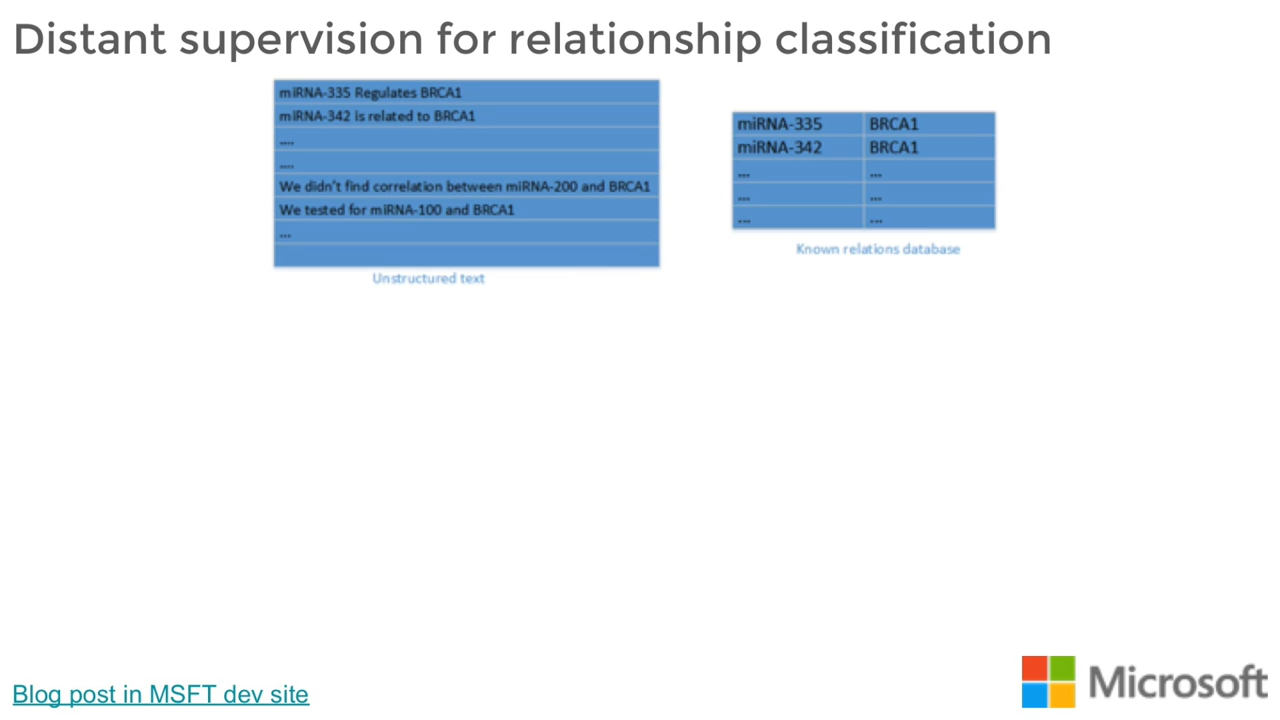 Distant supervision for relationship classification
miRNA-335 Regulates BRCA1
miRNA-342 is related to BRCA1
....
....
We didn't find correlation between miRNA-200 and BRCA1
We tested for miRNA-100 and BRCA1
...
Unstructured text
miRNA-335 BRCA1
miRNA-342 BRCA1
... ...
... ...
... ...
Known relations database
Blog post in MSFT dev site
Microsoft